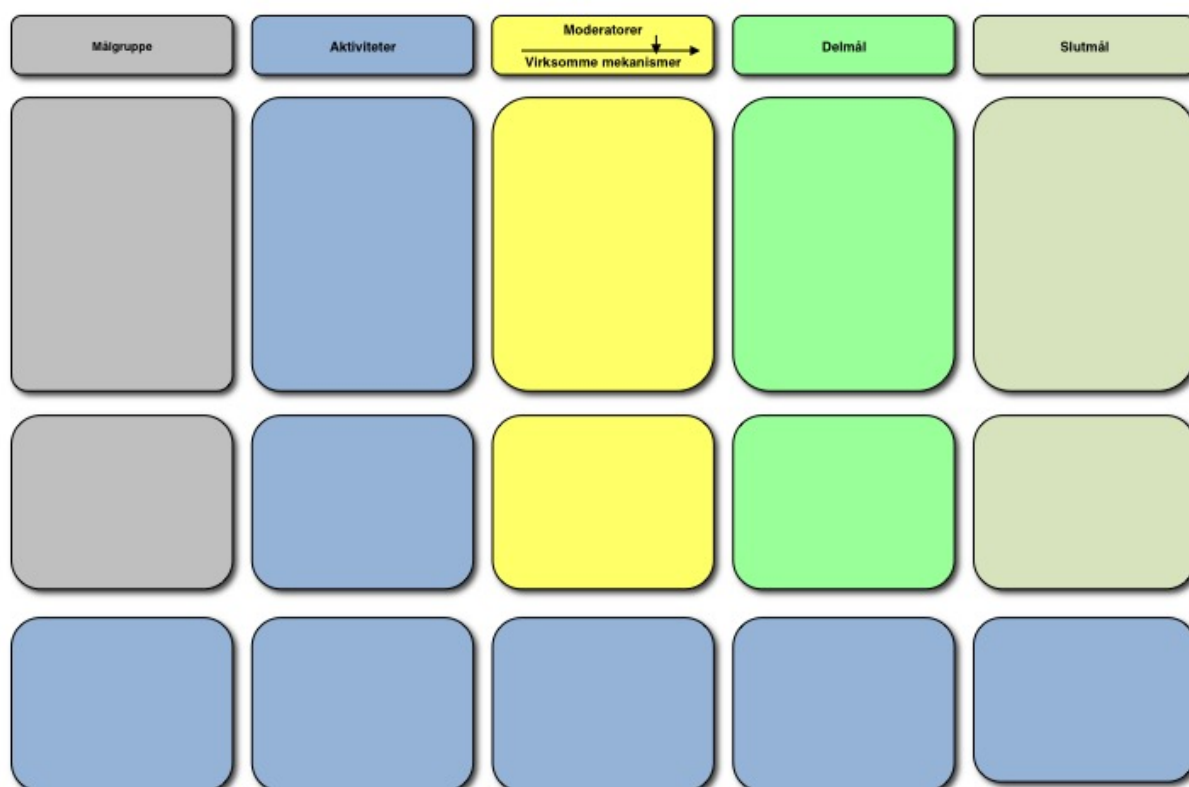 Målgruppe
Aktiviteter
Moderatorer
Virksomme mekanismer
Delmål
Slutmål